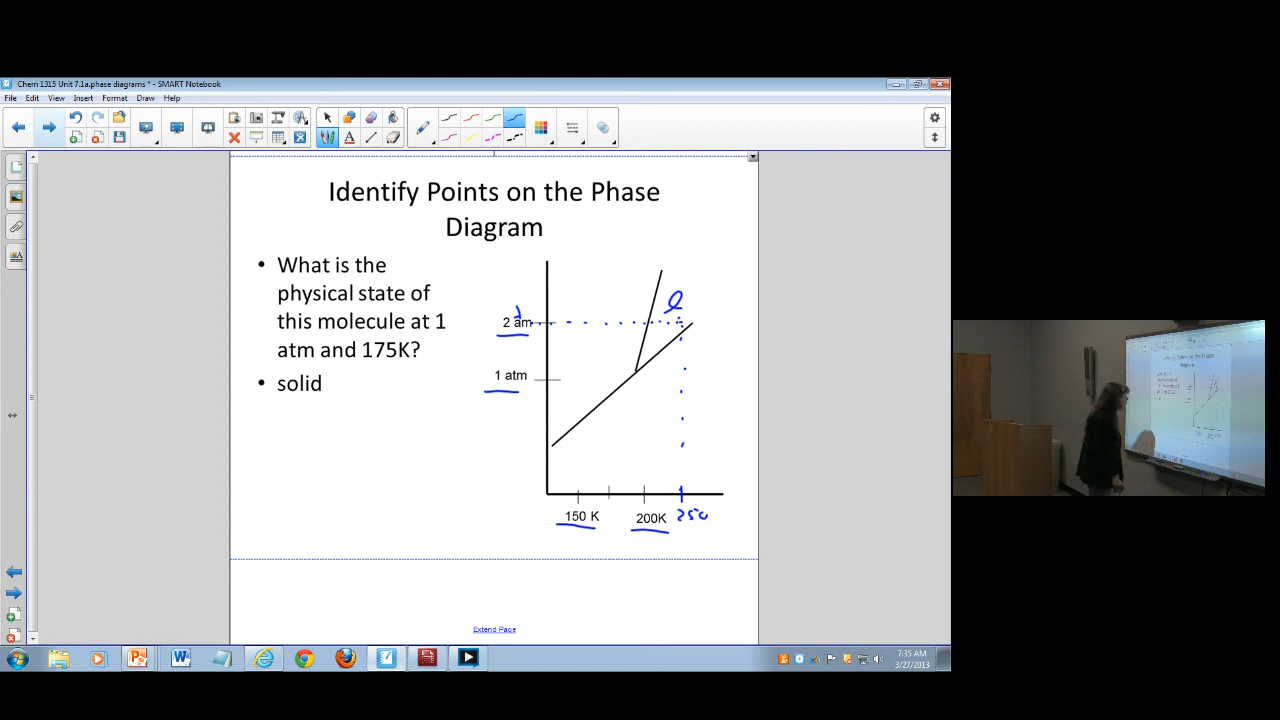 Chem 1315 Unit 7.1a.phase diagrams * - SMART Notebook
File Edit View Insert Format Draw Help
Identify Points on the Phase
Diagram
• What is the
physical state of
this molecule at 1
atm and 175K?
• solid
l
2 am
1 atm
150 K 200K 250
Extend Page
7:35 AM
3/27/2013